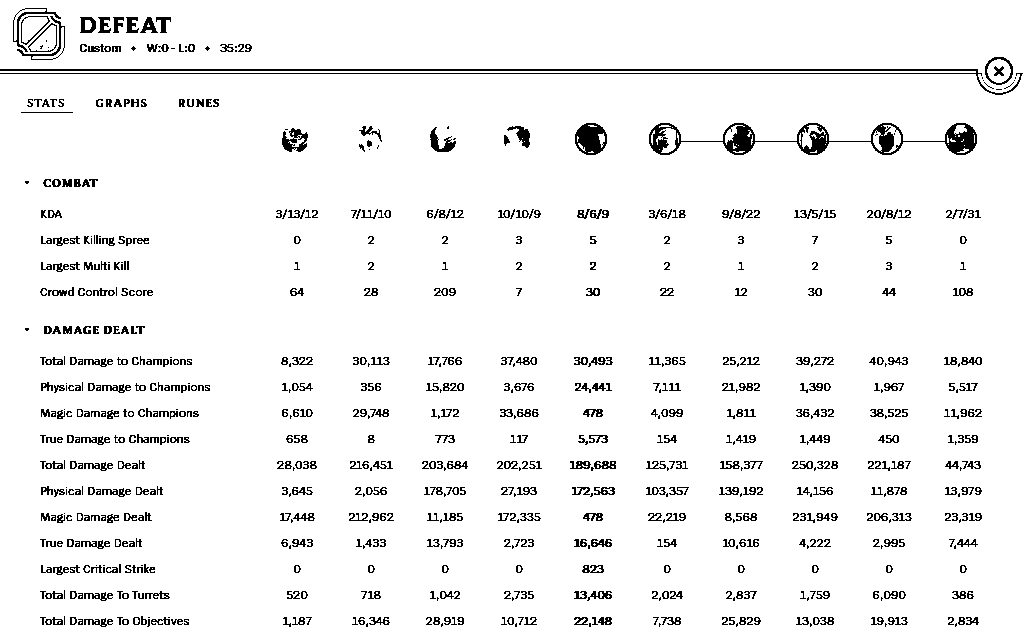 DEFEAT
Custom • W:0 - L:0 • 35:29
STATS GRAPHS RUNES
COMBAT
KDA 3/13/12 7/11/10 6/8/12 10/10/9 8/6/9 3/6/18 9/8/22 13/5/15 20/8/12 2/7/31
Largest Killing Spree 0 2 2 3 5 2 3 7 5 0
Largest Multi Kill 1 2 1 2 2 2 1 2 3 1
Crowd Control Score 64 28 209 7 30 22 12 30 44 108
DAMAGE DEALT
Total Damage to Champions 8,322 30,113 17,766 37,480 30,493 11,365 25,212 39,272 40,943 18,840
Physical Damage to Champions 1,054 356 15,820 3,676 24,441 7,111 21,982 1,390 1,967 5,517
Magic Damage to Champions 6,610 29,748 1,172 33,686 478 4,099 1,811 36,432 38,525 11,962
True Damage to Champions 658 8 773 117 5,573 154 1,419 1,449 450 1,359
Total Damage Dealt 28,038 216,451 203,684 202,251 189,688 125,731 158,377 250,328 221,187 44,743
Physical Damage Dealt 3,645 2,056 178,705 27,193 172,563 103,357 139,192 14,156 11,878 13,979
Magic Damage Dealt 17,448 212,962 11,185 172,335 478 22,219 8,568 231,949 206,313 23,319
True Damage Dealt 6,943 1,433 13,793 2,723 16,646 154 10,616 4,222 2,995 7,444
Largest Critical Strike 0 0 0 0 823 0 0 0 0 0
Total Damage To Turrets 520 718 1,042 2,735 13,406 2,024 2,837 1,759 6,090 386
Total Damage To Objectives 1,187 16,346 28,919 10,712 22,148 7,738 25,829 13,038 19,913 2,834